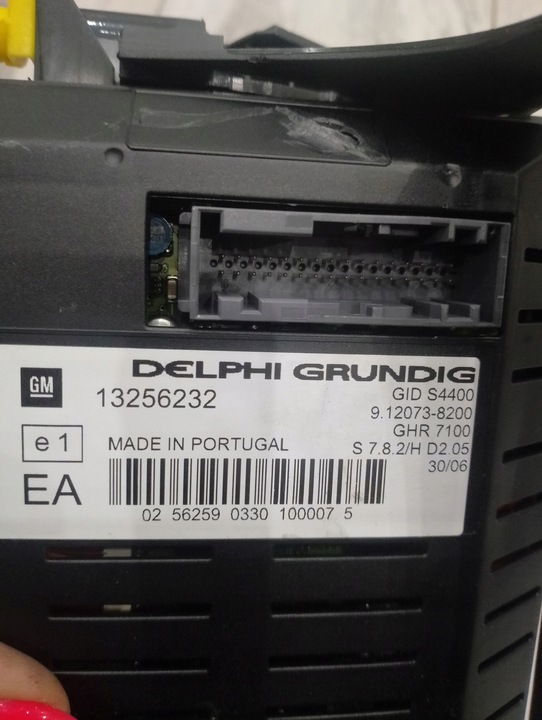 DELPHI GRUNDIG
GM
13256232
GID S4400
9.12073-8200
GHR 7100
e 1
MADE IN PORTUGAL
S 7.8.2/H D2.05
30/06
EA
02 56259 0330 100007 5